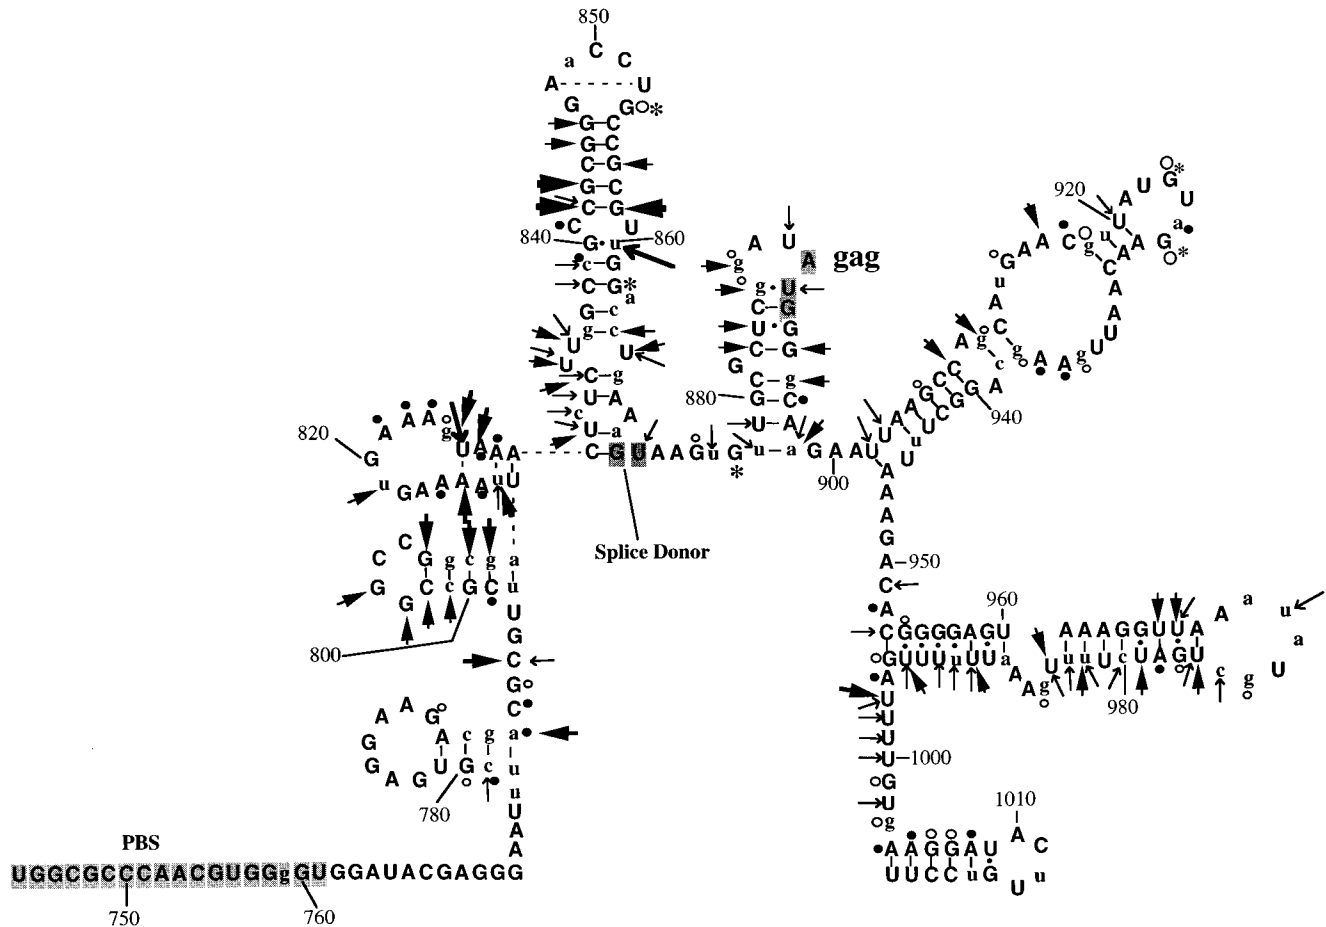 850
a C C
A U
G G *
G–C
G–C
C–G
G–C
C–G
C U
840 G·u 860
c–G
C–G *
a
G–c
g–c
U U
U
C–g
U–A
c A
U–a
C G U A A G u G u–a G A A U
*
Splice Donor
A U
g A gag
g·U
C–G
U·G
C–G
G
C–g
880 G–C
U–A
900
920
A U G *
U U
u A G a
g C A *
G A A C
u A
A A
C g A A g U U
A g c
C A
C G
G G 940
A C
A U
U u
U
820
A A A g U A A A
G
u G A A A A u U
C C G g c g a
G G C c G C u
800
U
G
C
G
C
a
A A G A c g
G
G A G U G c
780
u
u
U
A
A
PBS
UGGCGCCCAACGUGGgGUGGAUACGAGGG
750 760
A
A
A
G
A 950
C
A
960
C G G G G A G U
G U U U u U U a
A A g
A A A G G U U A A a u
U u u U c U A G U c g U a
980
A
U
U
U
U 1000
G
U
g
1010
A A G G A U A C
U U C C u G U u